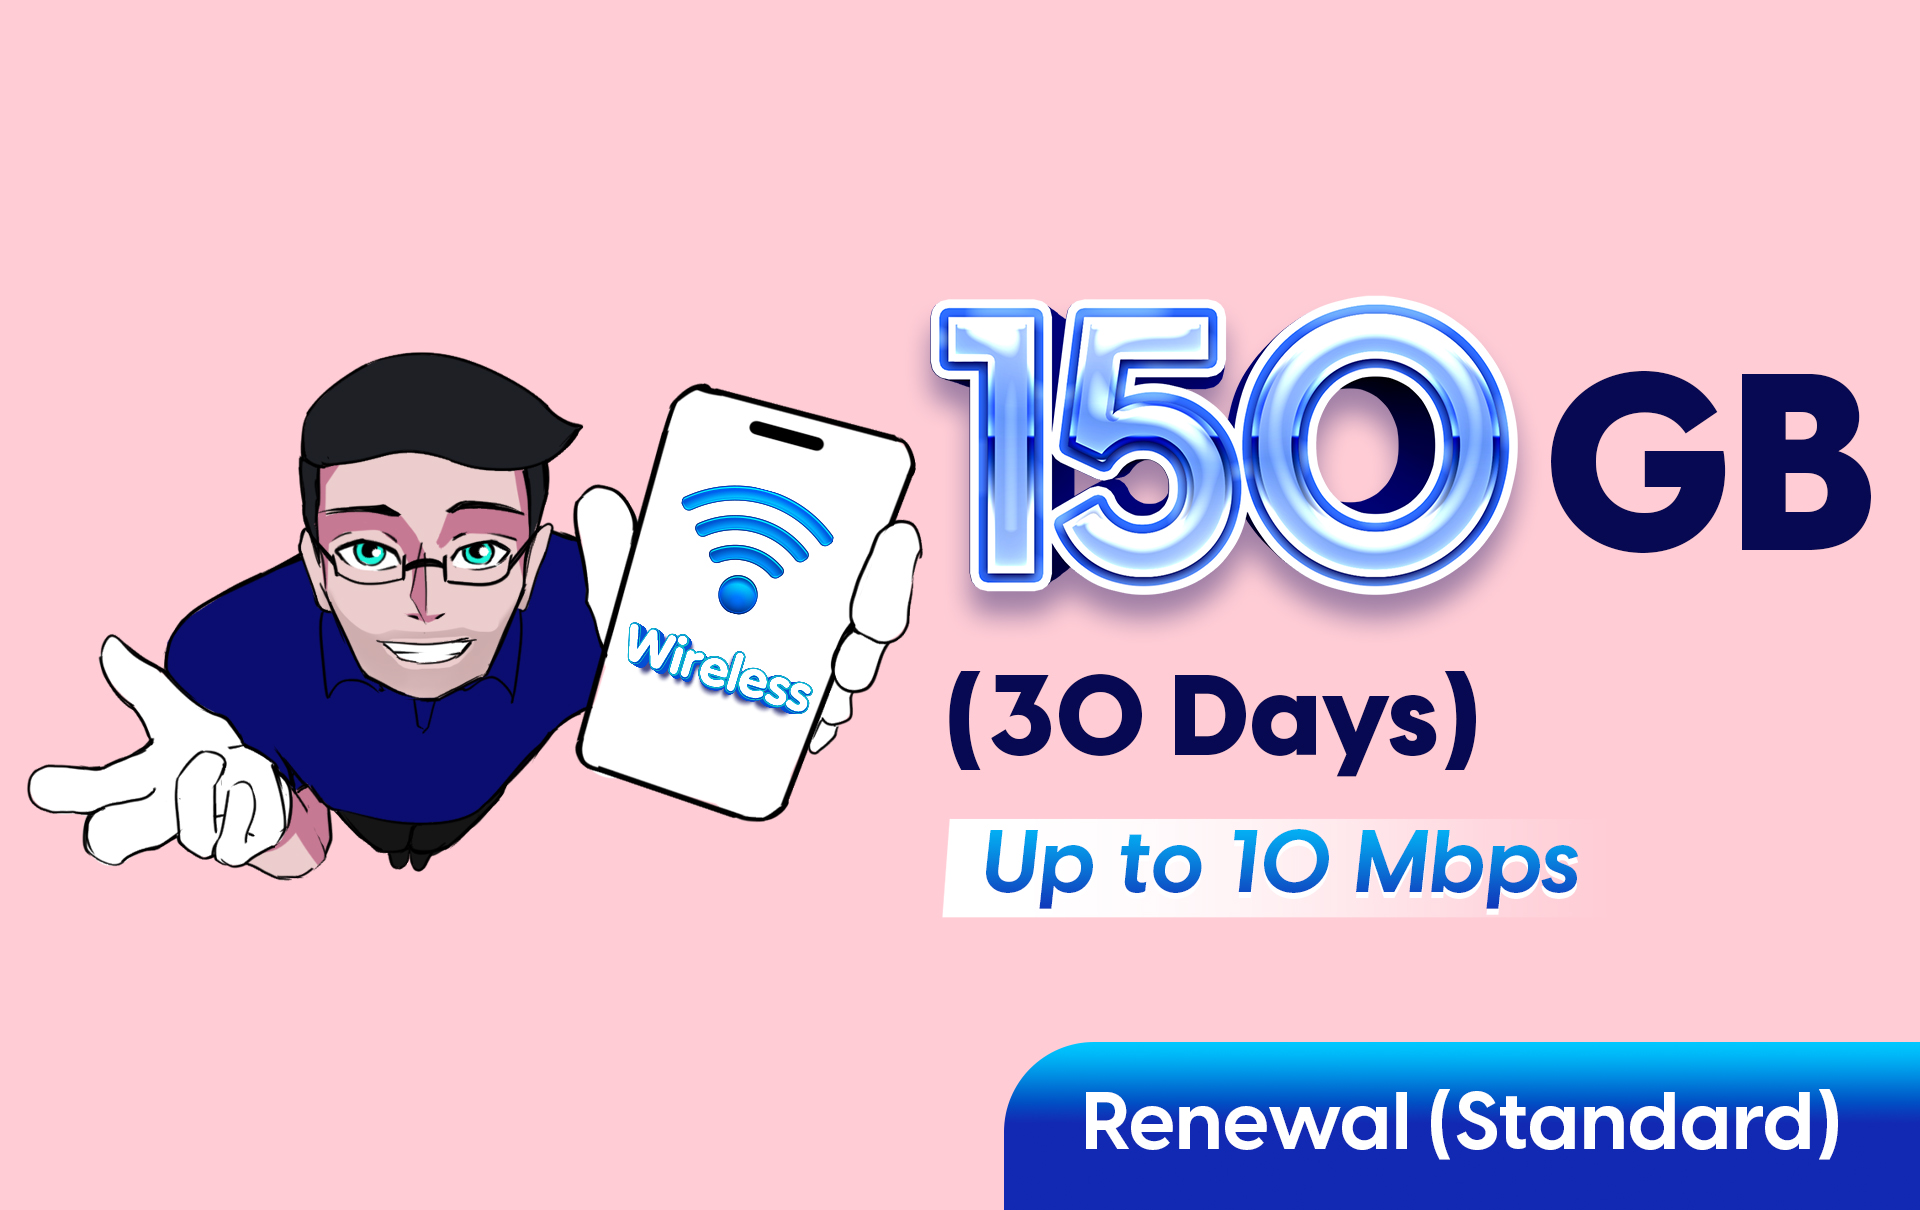 Wireless
150 GB
(30 Days)
Up to 10 Mbps
Renewal (Standard)